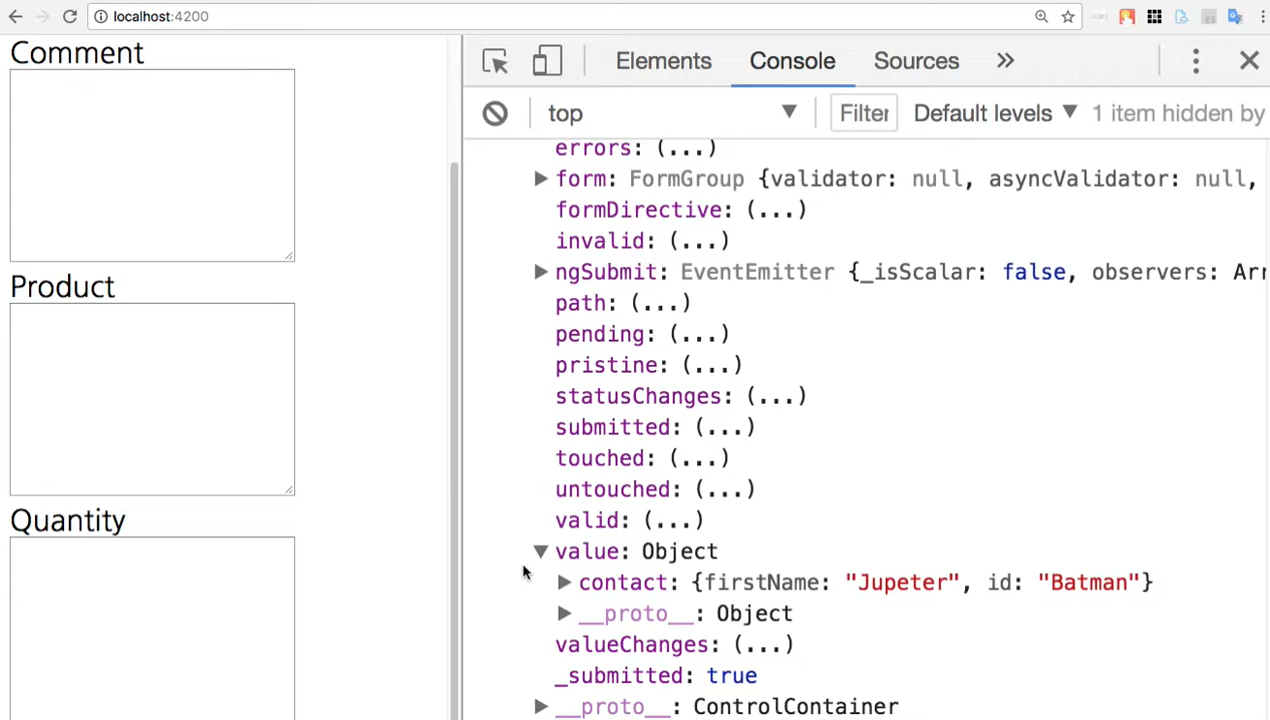 localhost:4200
Comment
Product
Quantity
Elements Console Sources »
top ▼ Filter Default levels ▼ 1 item hidden by
errors: (...)
▶ form: FormGroup {validator: null, asyncValidator: null,
formDirective: (...)
invalid: (...)
▶ ngSubmit: EventEmitter {_isScalar: false, observers: Arr
path: (...)
pending: (...)
pristine: (...)
statusChanges: (...)
submitted: (...)
touched: (...)
untouched: (...)
valid: (...)
▼ value: Object
▶ contact: {firstName: "Jupeter", id: "Batman"}
▶ __proto__: Object
valueChanges: (...)
_submitted: true
▶ __proto__: ControlContainer